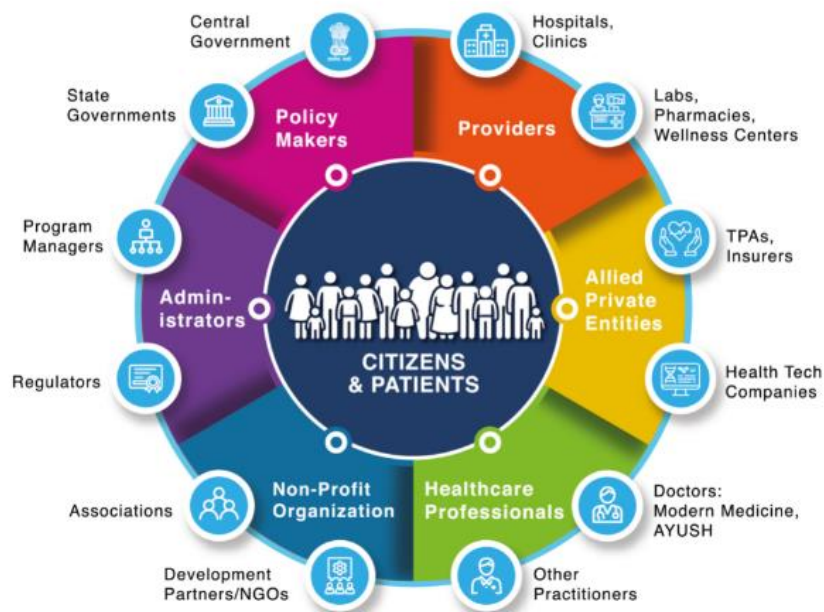 Central
Government
Hospitals,
Clinics
State
Governments
Policy
Makers
Providers
Labs,
Pharmacies,
Wellness Centers
Program
Managers
Admin-
istrators
Allied
Private
Entities
TPAs,
Insurers
CITIZENS
& PATIENTS
Regulators
Health Tech
Companies
Associations
Non-Profit
Organization
Healthcare
Professionals
Doctors:
Modern Medicine,
AYUSH
Development
Partners/NGOs
Other
Practitioners